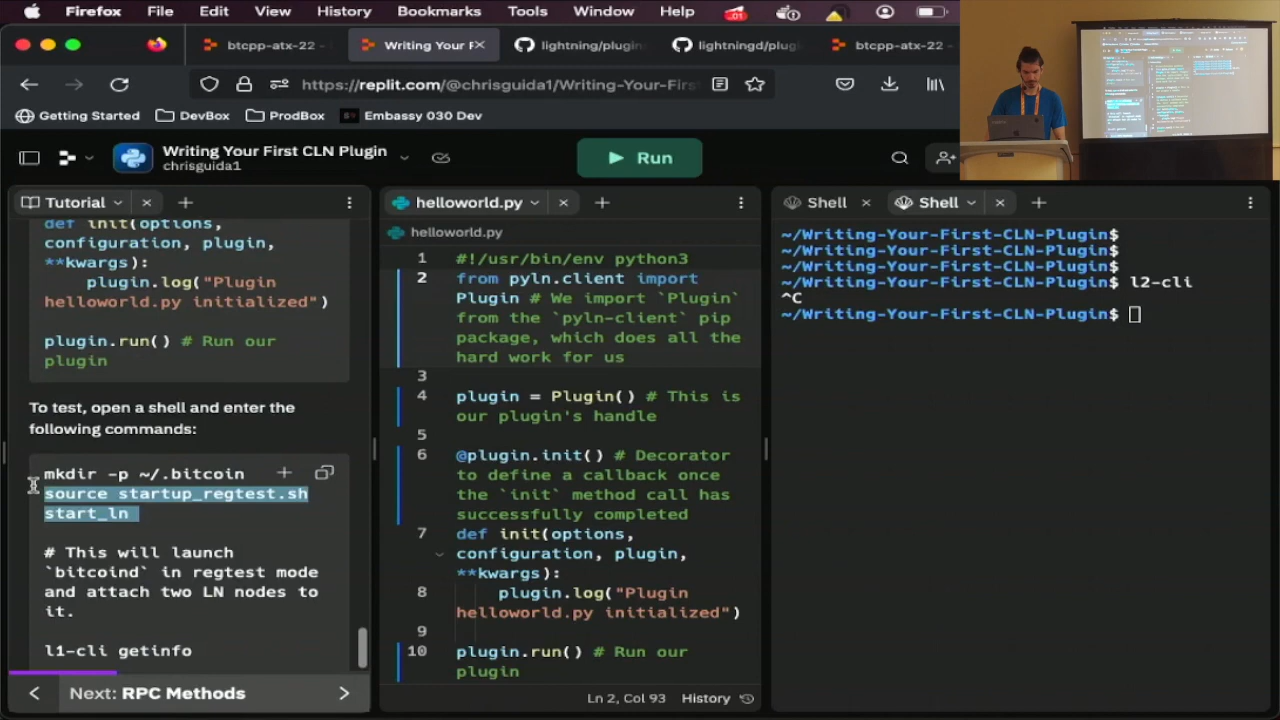 Firefox File Edit View History Bookmarks Tools Window Help
btcpp-atx-22 -
Writing Your F
lightning/plugin
lightningd/plug
btcpp-atx-22
https://replit.com/
risguida1/Writing-Your-Firs
Getting Started DevBox ProdBox
Writing Your First CLN Plugin
chrisguida1
Run
Tutorial
def init(options,
configuration, plugin,
**kwargs):
plugin.log("Plugin
helloworld.py initialized")
plugin.run() # Run our
plugin
To test, open a shell and enter the
following commands:
mkdir -p ~/.bitcoin
source startup_regtest.sh
start_ln
# This will launch
`bitcoind` in regtest mode
and attach two LN nodes to
it.
l1-cli getinfo
Next: RPC Methods
helloworld.py
helloworld.py
1 #!/usr/bin/env python3
2 from pyln.client import
Plugin # We import `Plugin`
from the `pyln-client` pip
package, which does all the
hard work for us
3
4 plugin = Plugin() # This is
our plugin's handle
5
6 @plugin.init() # Decorator
to define a callback once
the `init` method call has
successfully completed
7 def init(options,
configuration, plugin,
**kwargs):
8 plugin.log("Plugin
helloworld.py initialized")
9
10 plugin.run() # Run our
plugin
Ln 2, Col 93 History
Shell Shell
~/Writing-Your-First-CLN-Plugin$
~/Writing-Your-First-CLN-Plugin$
~/Writing-Your-First-CLN-Plugin$
~/Writing-Your-First-CLN-Plugin$ l2-cli
^C
~/Writing-Your-First-CLN-Plugin$